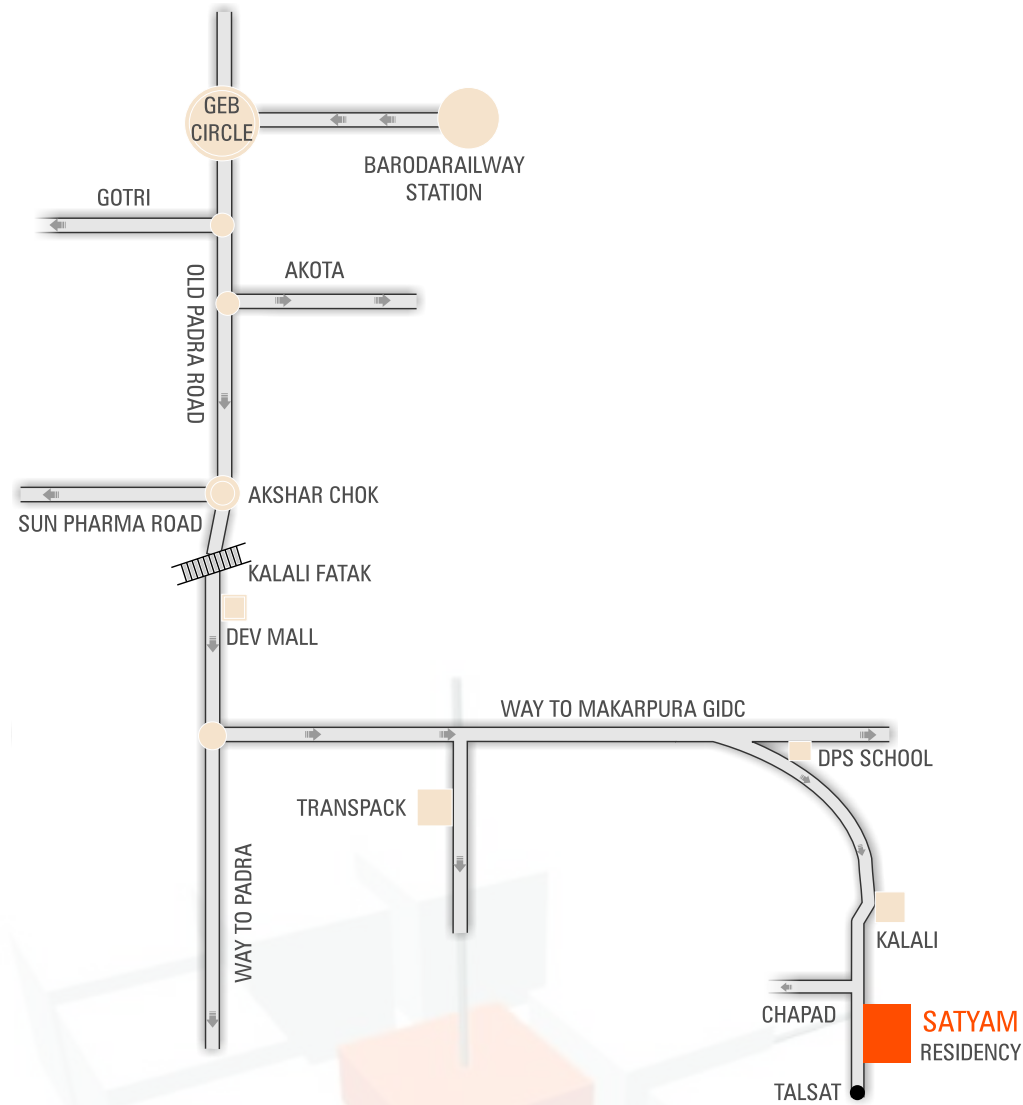 GEB
CIRCLE
BARODARAILWAY
STATION
GOTRI
AKOTA
OLD PADRA ROAD
AKSHAR CHOK
SUN PHARMA ROAD
KALALI FATAK
DEV MALL
WAY TO MAKARPURA GIDC
DPS SCHOOL
TRANSPACK
WAY TO PADRA
KALALI
CHAPAD
SATYAM
RESIDENCY
TALSAT